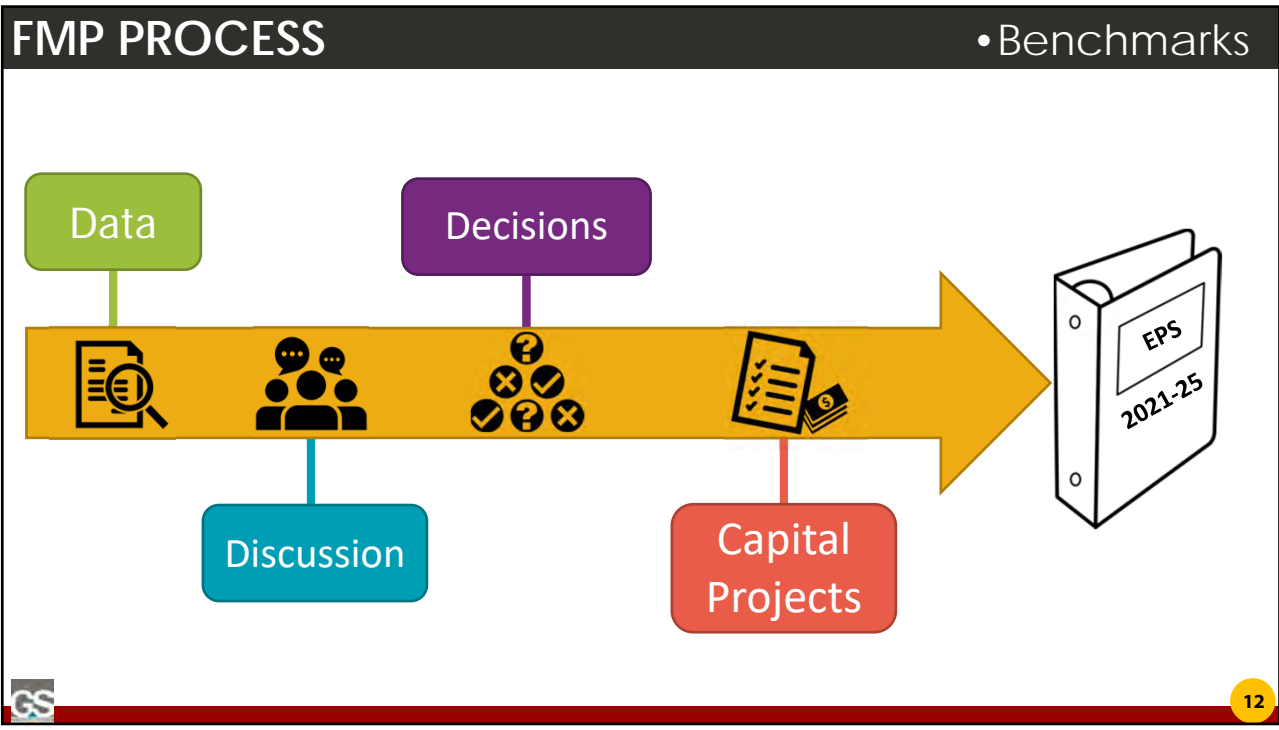 FMP PROCESS
•Benchmarks
Data
Decisions
Discussion
Capital
Projects
EPS
2021-25
GS
12